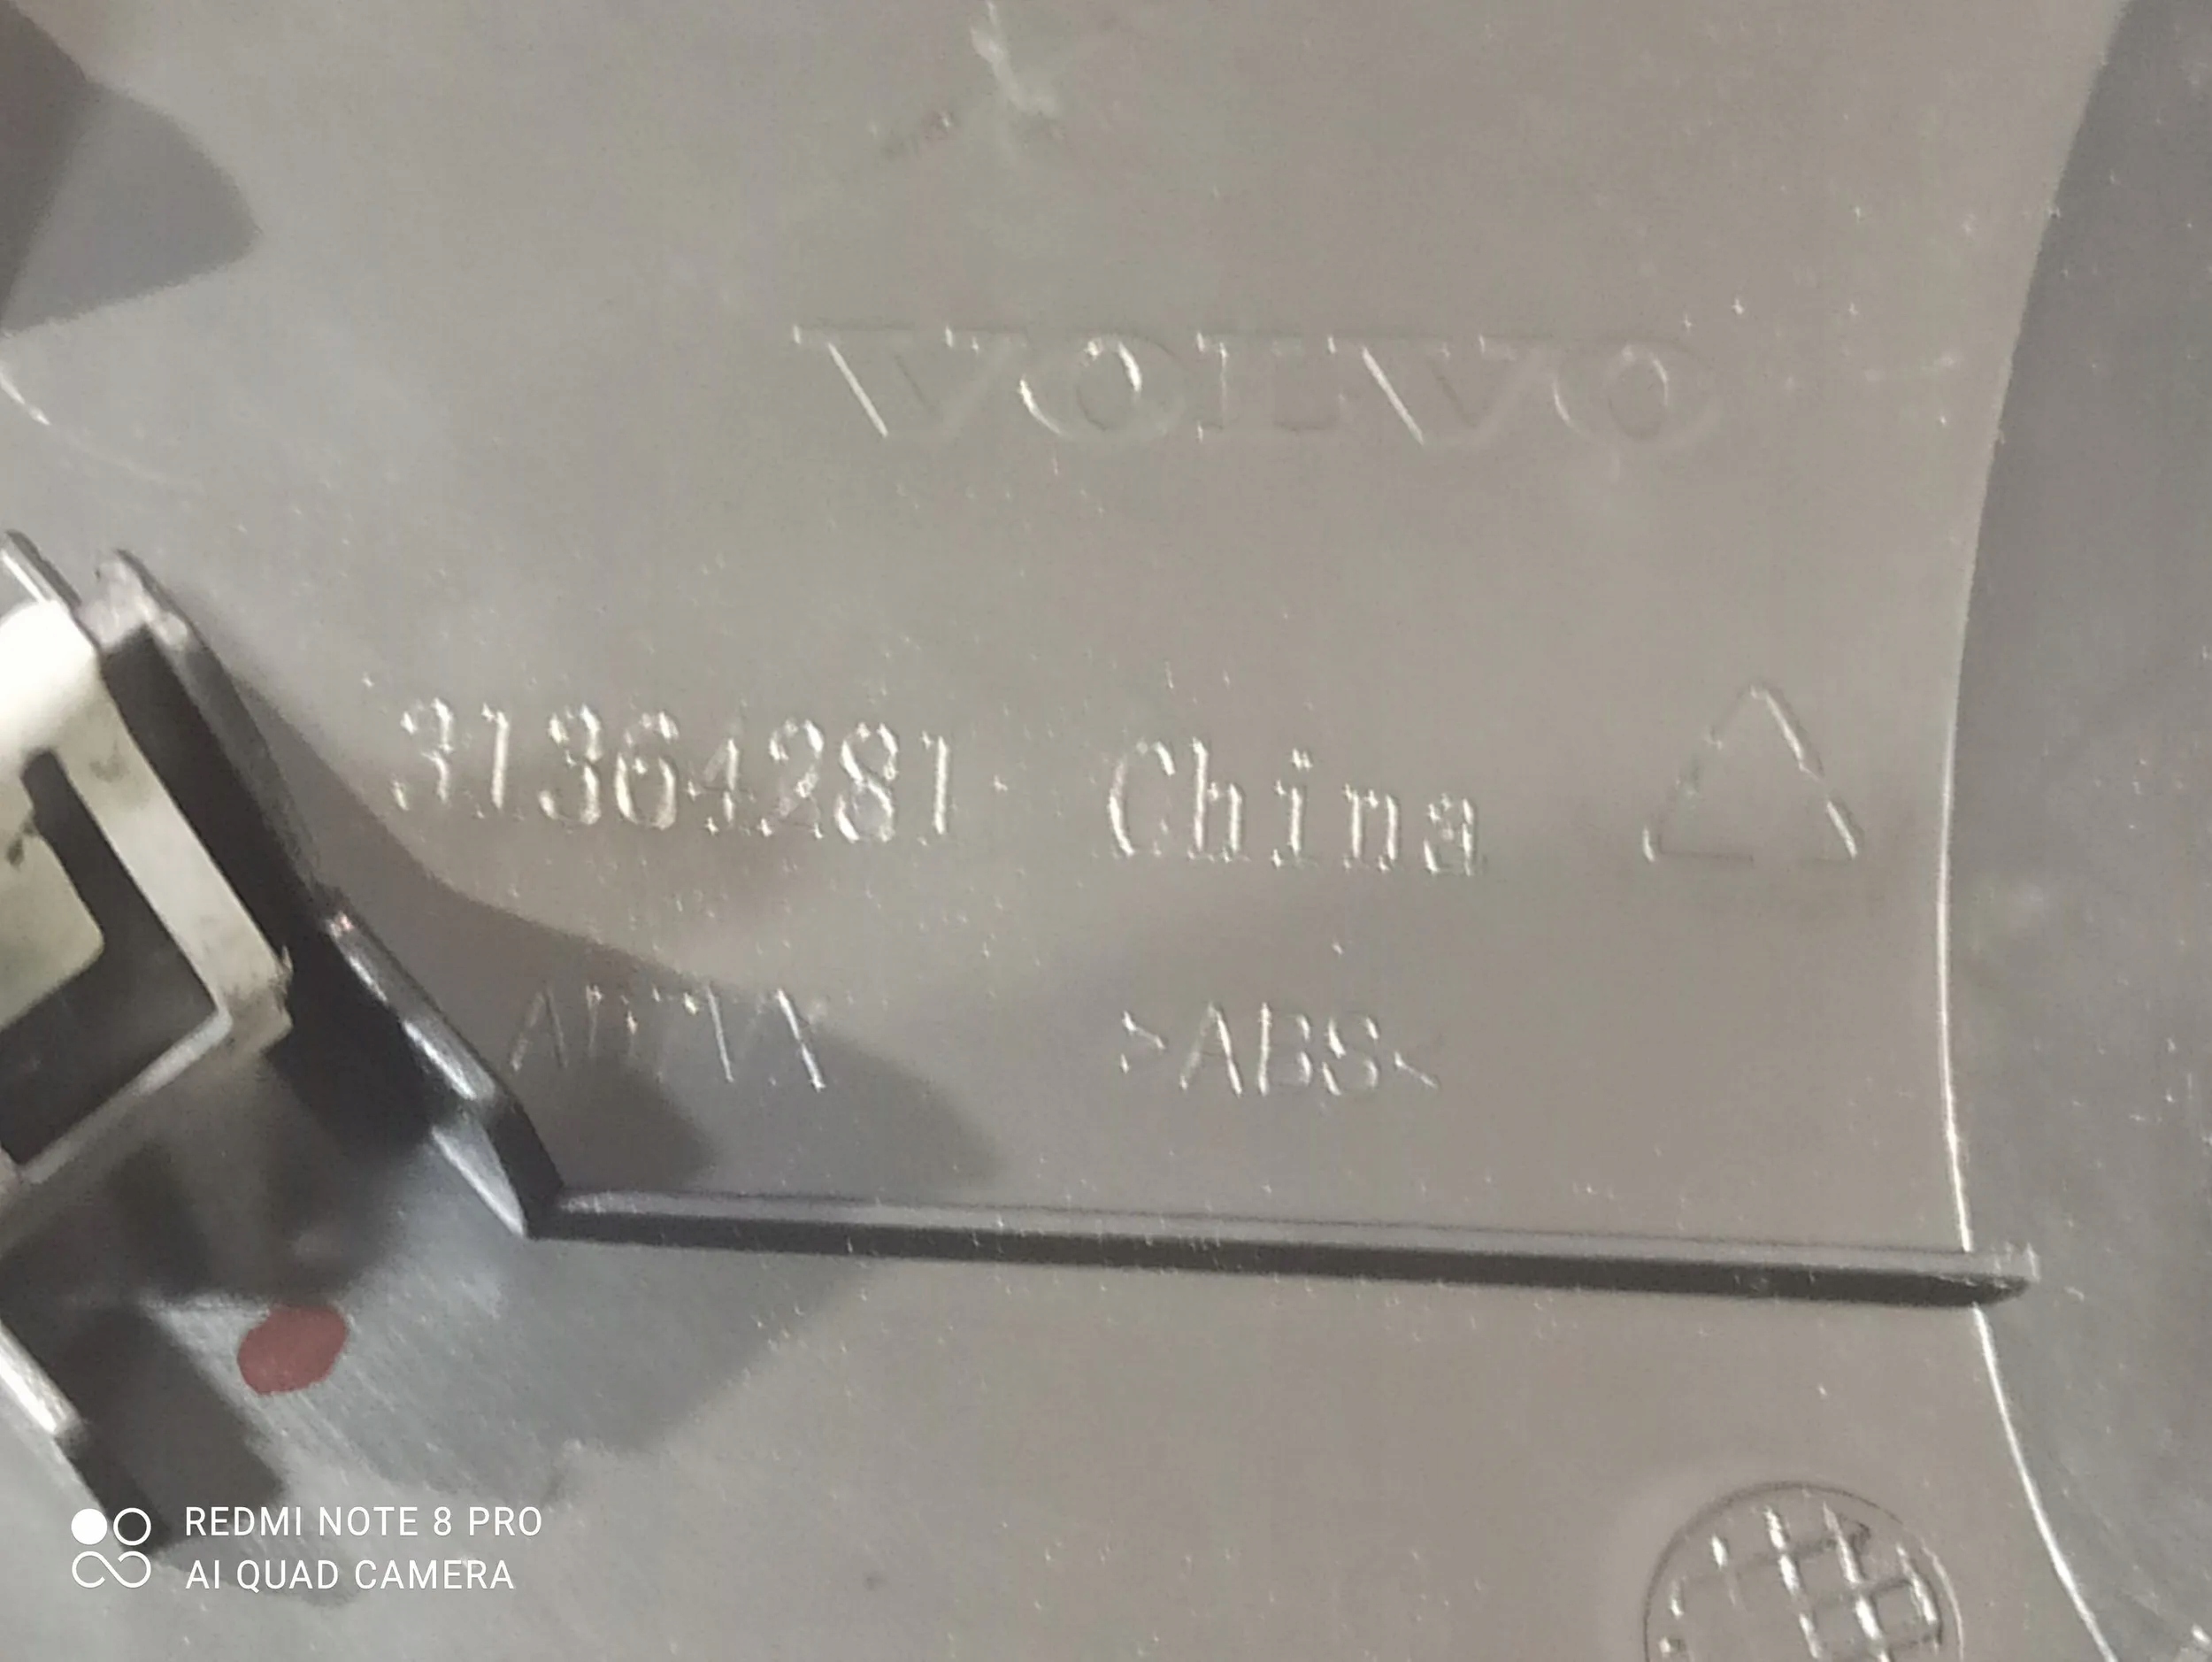 VOLVO
31364281 China
>ABS<
REDMI NOTE 8 PRO
AI QUAD CAMERA